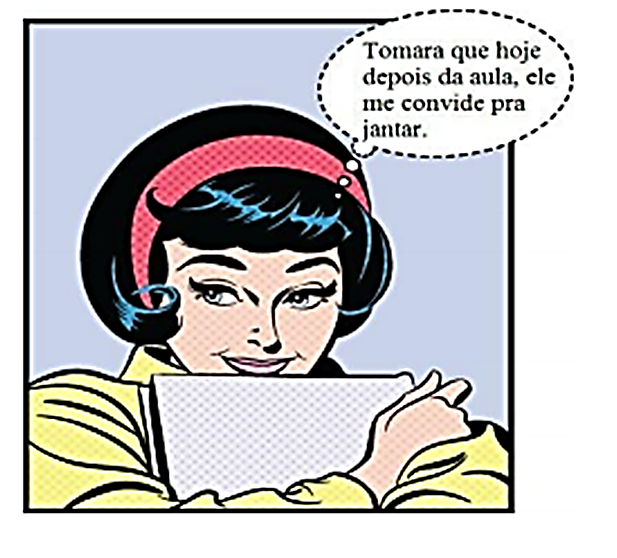 Tomara que hoje
depois da aula, ele
me convide pra
jantar.